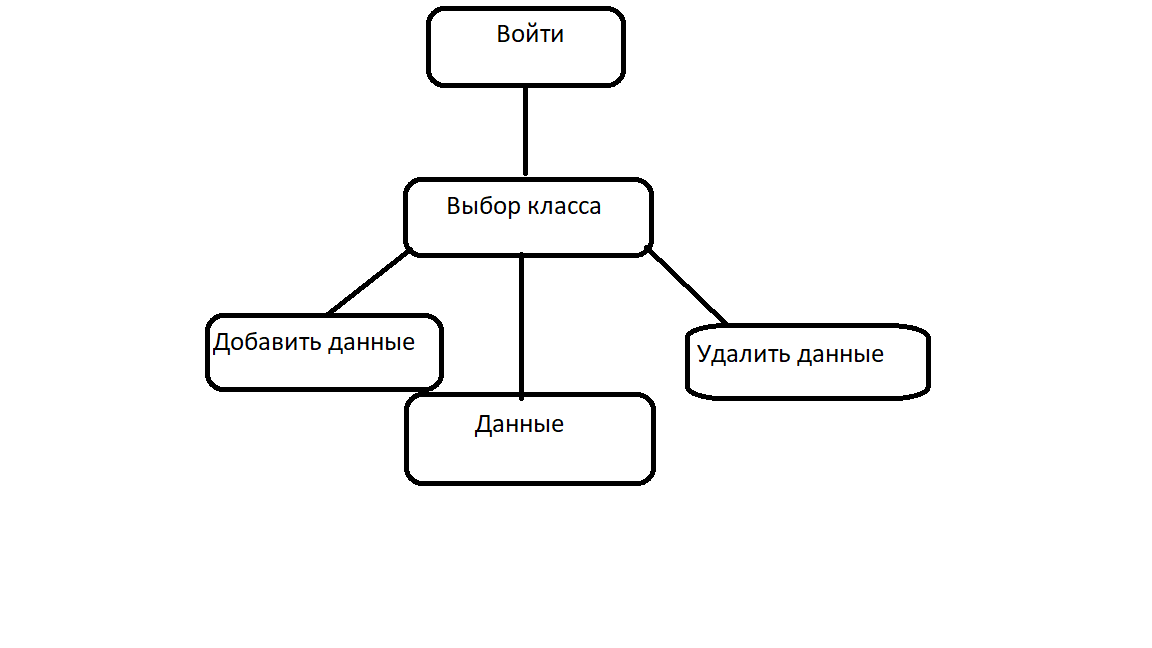 Войти
Выбор класса
Добавить данные
Удалить данные
Данные